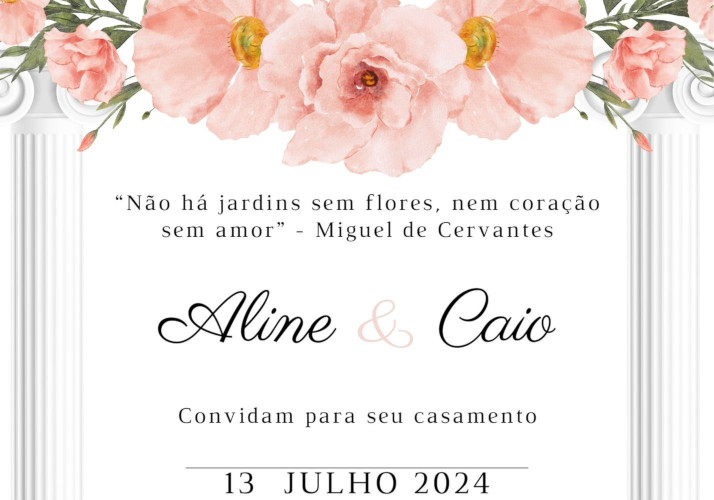 “Não há jardins sem flores, nem coração
sem amor” - Miguel de Cervantes
Aline & Caio
Convidam para seu casamento
13 JULHO 2024